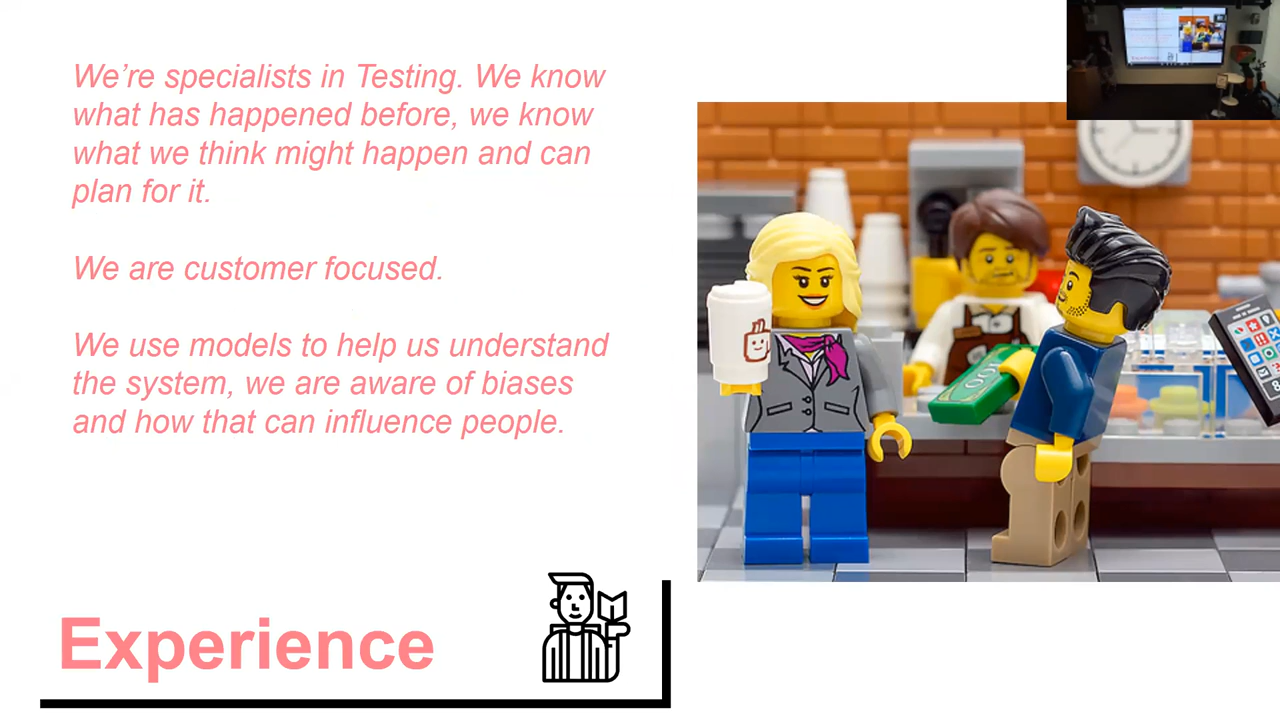 We're specialists in Testing. We know
what has happened before, we know
what we think might happen and can
plan for it.
We are customer focused.
We use models to help us understand
the system, we are aware of biases
and how that can influence people.
Experience
100